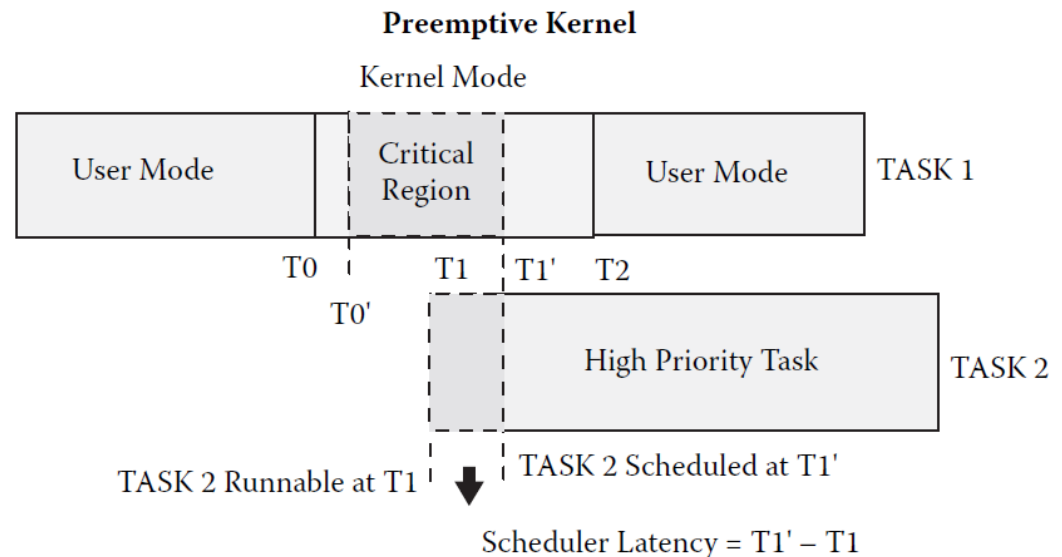 Preemptive Kernel
Kernel Mode
User Mode
Critical
Region
User Mode
TASK 1
T0
T1
T1'
T2
T0'
High Priority Task
TASK 2
TASK 2 Runnable at T1
TASK 2 Scheduled at T1'
Scheduler Latency = T1' – T1